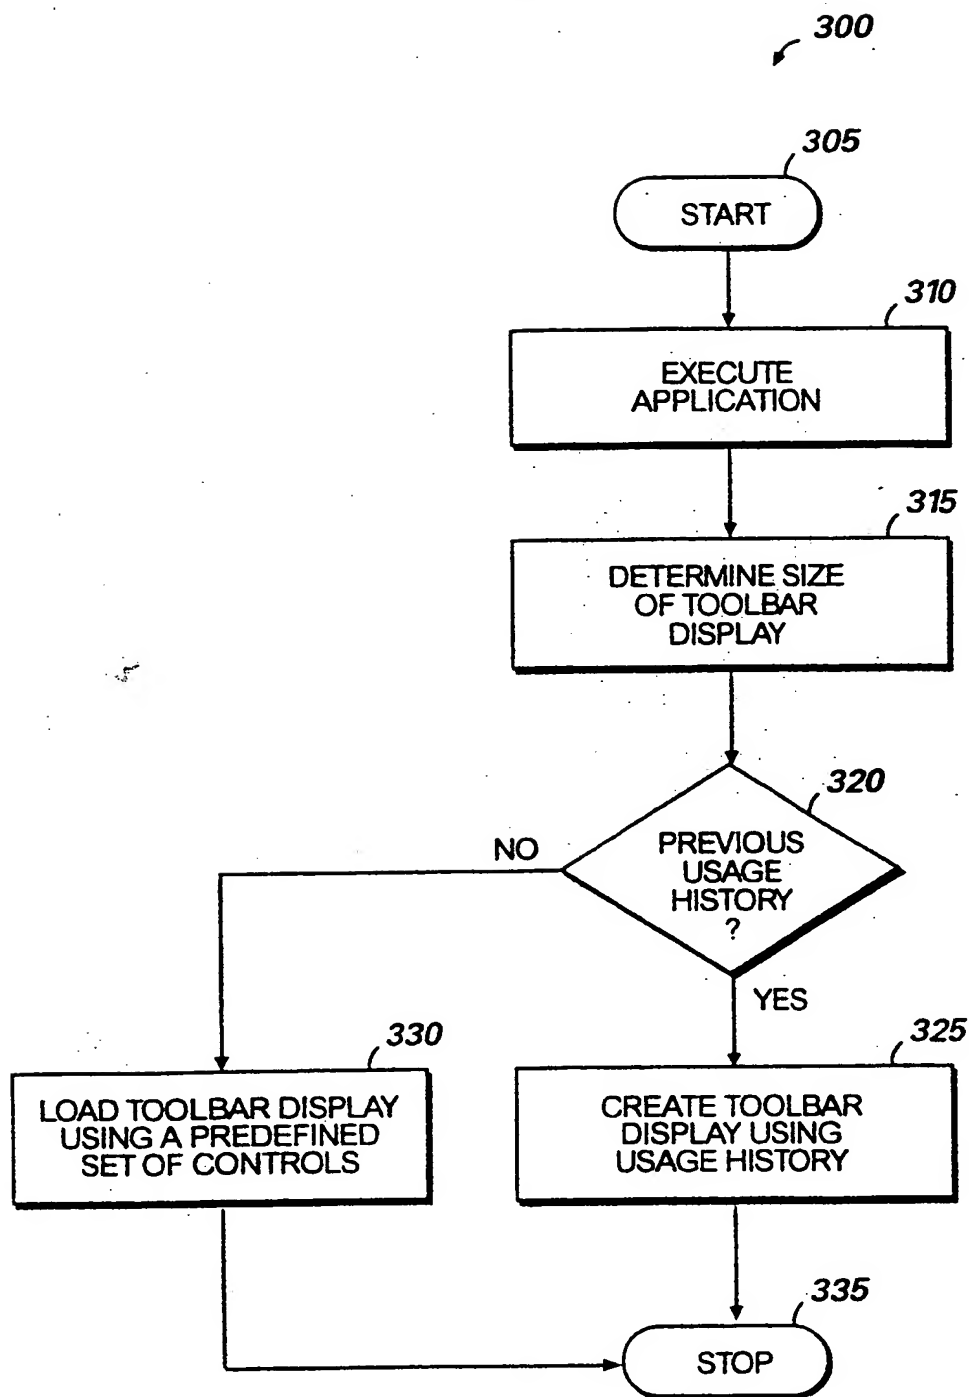 300
305
START
310
EXECUTE
APPLICATION
315
DETERMINE SIZE
OF TOOLBAR
DISPLAY
320
PREVIOUS
USAGE
HISTORY
?
NO
YES
330
LOAD TOOLBAR DISPLAY
USING A PREDEFINED
SET OF CONTROLS
325
CREATE TOOLBAR
DISPLAY USING
USAGE HISTORY
335
STOP